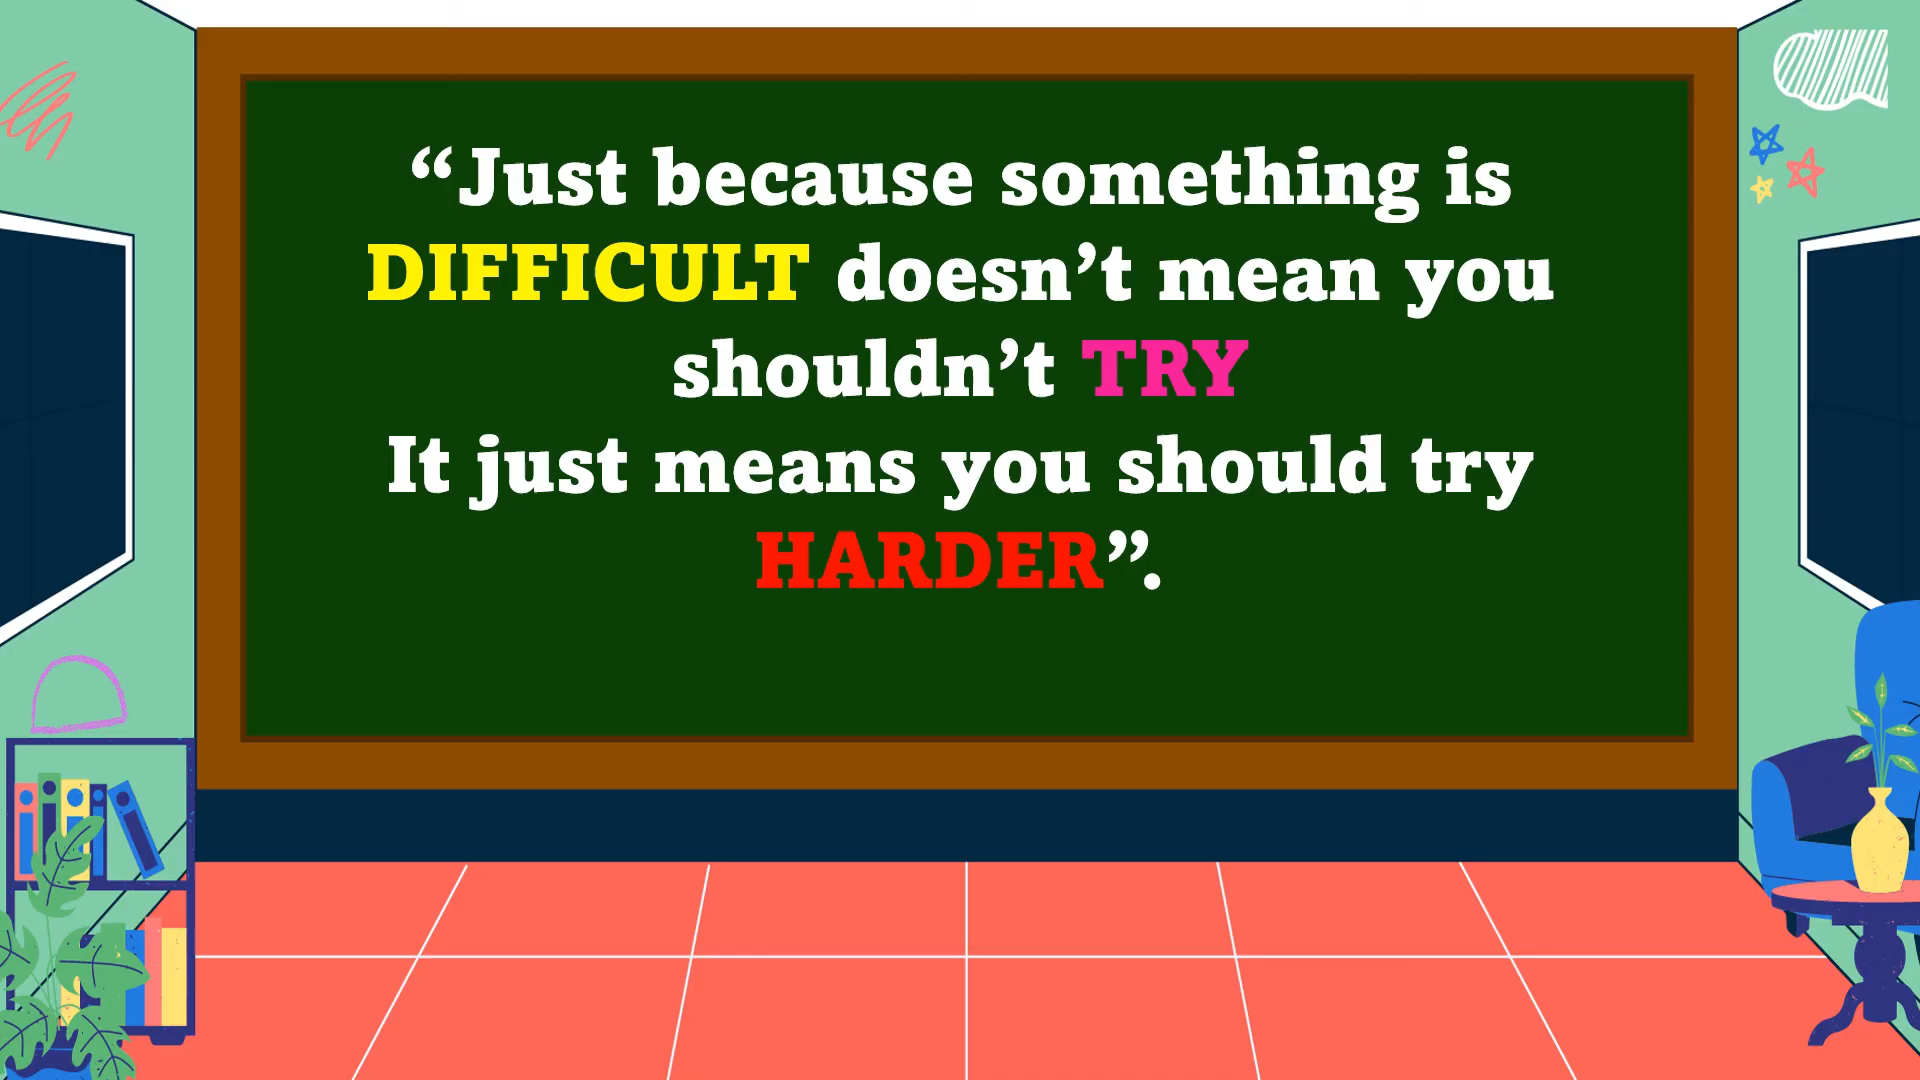 “Just because something is
DIFFICULT doesn’t mean you
shouldn’t TRY
It just means you should try
HARDER”.